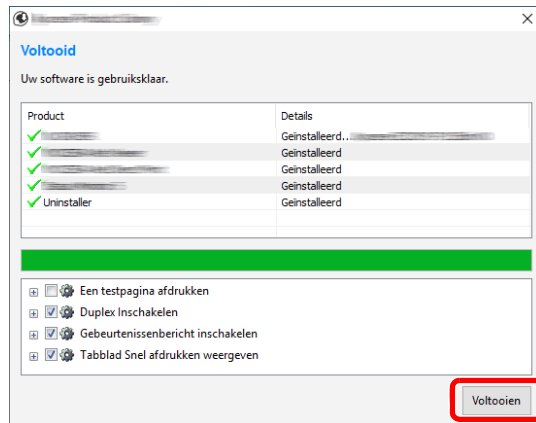 Voltooid
Uw software is gebruiksklaar.
Product Details
Geïnstalleerd..
Geïnstalleerd
Geïnstalleerd
Geïnstalleerd
Uninstaller Geïnstalleerd
Een testpagina afdrukken
Duplex Inschakelen
Gebeurtenissenbericht inschakelen
Tabblad Snel afdrukken weergeven
Voltooien